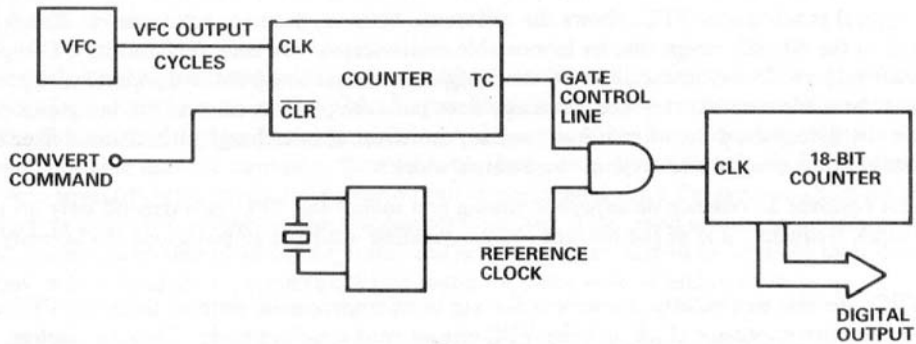 VFC
VFC OUTPUT
CYCLES
CLK
COUNTER
TC
CLR
CONVERT
COMMAND
GATE
CONTROL
LINE
REFERENCE
CLOCK
CLK
18-BIT
COUNTER
DIGITAL
OUTPUT